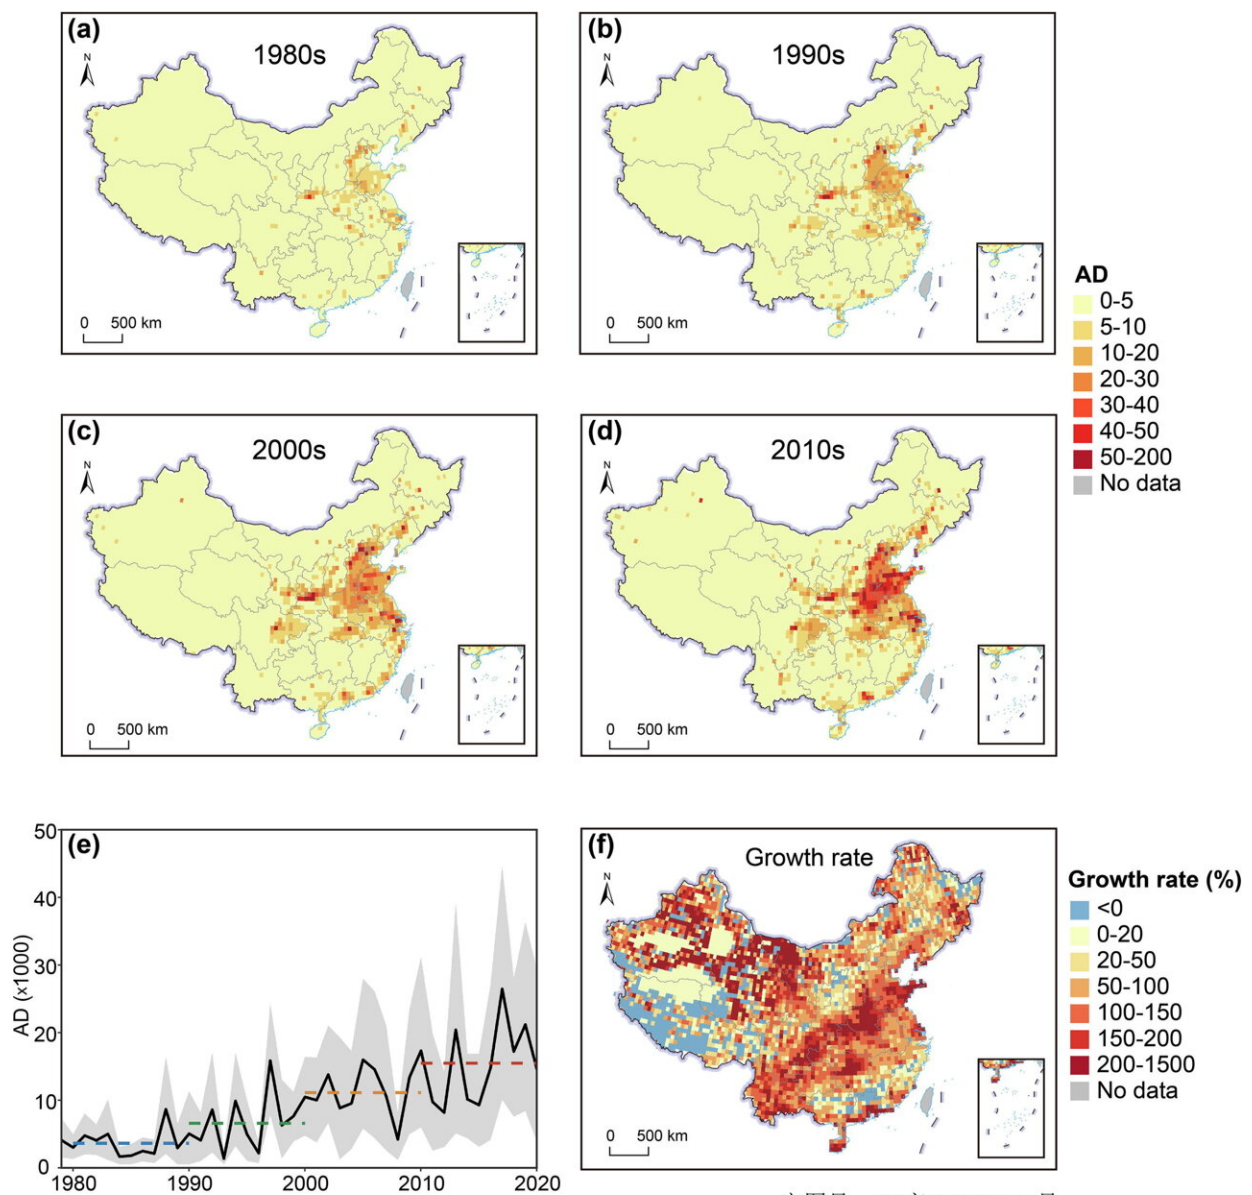 (a)
1980s
N
0 500 km
(b)
1990s
N
0 500 km
AD
0-5
5-10
10-20
20-30
30-40
40-50
50-200
No data
(c)
2000s
N
0 500 km
(d)
2010s
N
0 500 km
(e)
AD (x1000)
50
40
30
20
10
0
1980 1990 2000 2010 2020
(f)
Growth rate
N
0 500 km
Growth rate (%)
<0
0-20
20-50
50-100
100-150
150-200
200-1500
No data